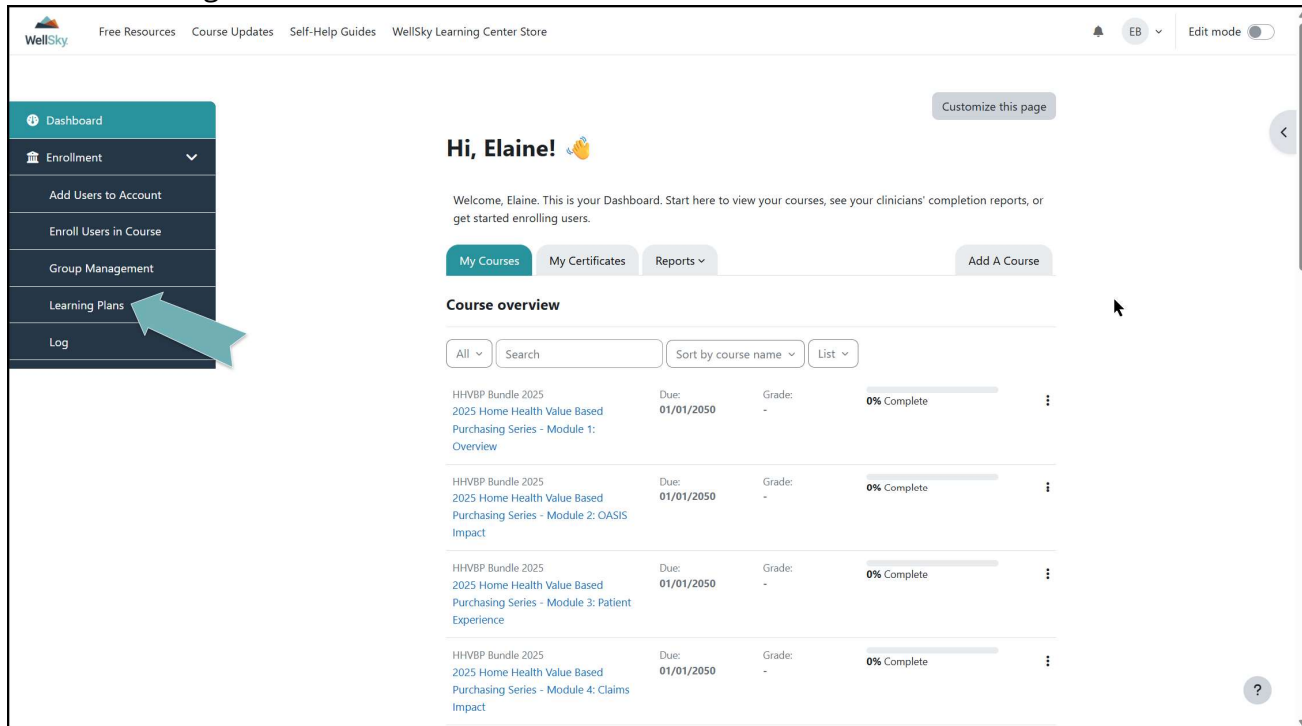 WellSky
Free Resources Course Updates Self-Help Guides WellSky Learning Center Store
EB
Edit mode
Dashboard
Enrollment
Add Users to Account
Enroll Users in Course
Group Management
Learning Plans
Log
Customize this page
Hi, Elaine! 👋
Welcome, Elaine. This is your Dashboard. Start here to view your courses, see your clinicians' completion reports, or
get started enrolling users.
My Courses My Certificates Reports Add A Course
Course overview
All Search Sort by course name List
HHVBP Bundle 2025
2025 Home Health Value Based
Purchasing Series - Module 1:
Overview
Due:
01/01/2050
Grade:
-
0% Complete
HHVBP Bundle 2025
2025 Home Health Value Based
Purchasing Series - Module 2: OASIS
Impact
Due:
01/01/2050
Grade:
-
0% Complete
HHVBP Bundle 2025
2025 Home Health Value Based
Purchasing Series - Module 3: Patient
Experience
Due:
01/01/2050
Grade:
-
0% Complete
HHVBP Bundle 2025
2025 Home Health Value Based
Purchasing Series - Module 4: Claims
Impact
Due:
01/01/2050
Grade:
-
0% Complete
?